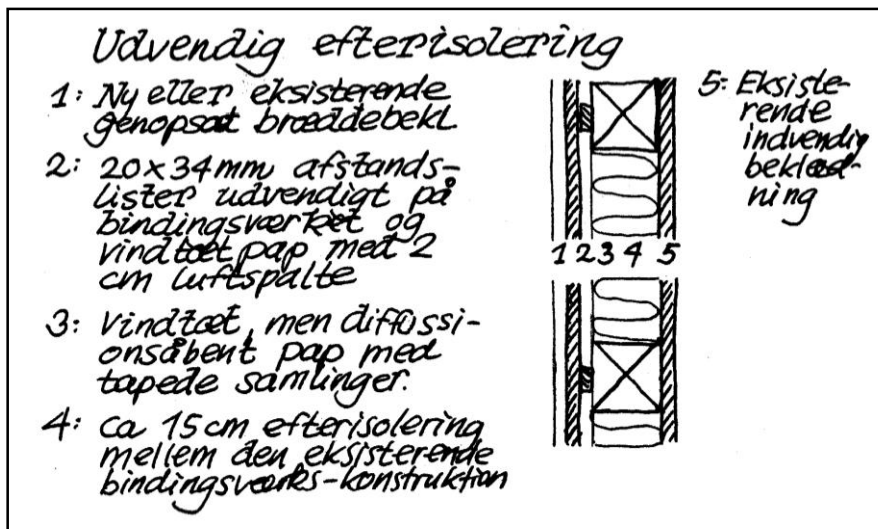 Udvendig efterisolering
1: Ny eller eksisterende
genopsat bræddebekl.
2: 20x34mm afstands-
lister udvendigt på
bindingsværket og
vindtæt pap med 2
cm luftspalte
3: Vindtæt, men diffussi-
onsåbent pap med
tapede samlinger.
4: ca 15cm efterisolering
mellem den eksisterende
bindingsværks-konstruktion
5: Eksiste-
rende
indvendig
beklæd-
ning
1 2 3 4 5